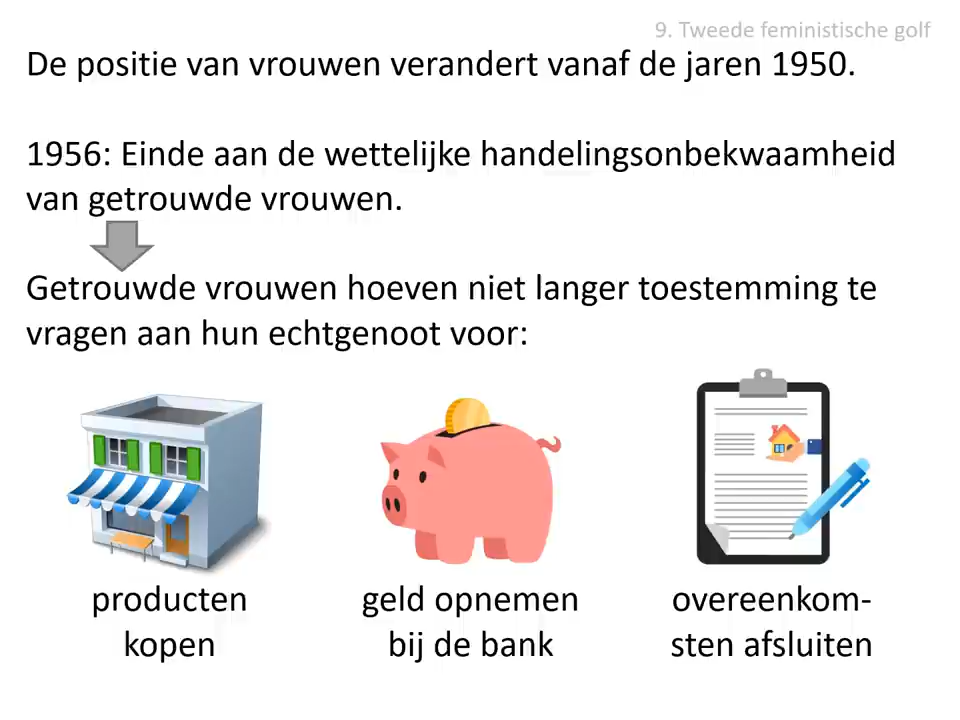 9. Tweede feministische golf
De positie van vrouwen verandert vanaf de jaren 1950.
1956: Einde aan de wettelijke handelingsonbekwaamheid
van getrouwde vrouwen.
Getrouwde vrouwen hoeven niet langer toestemming te
vragen aan hun echtgenoot voor:
producten
kopen
geld opnemen
bij de bank
overeenkom-
sten afsluiten